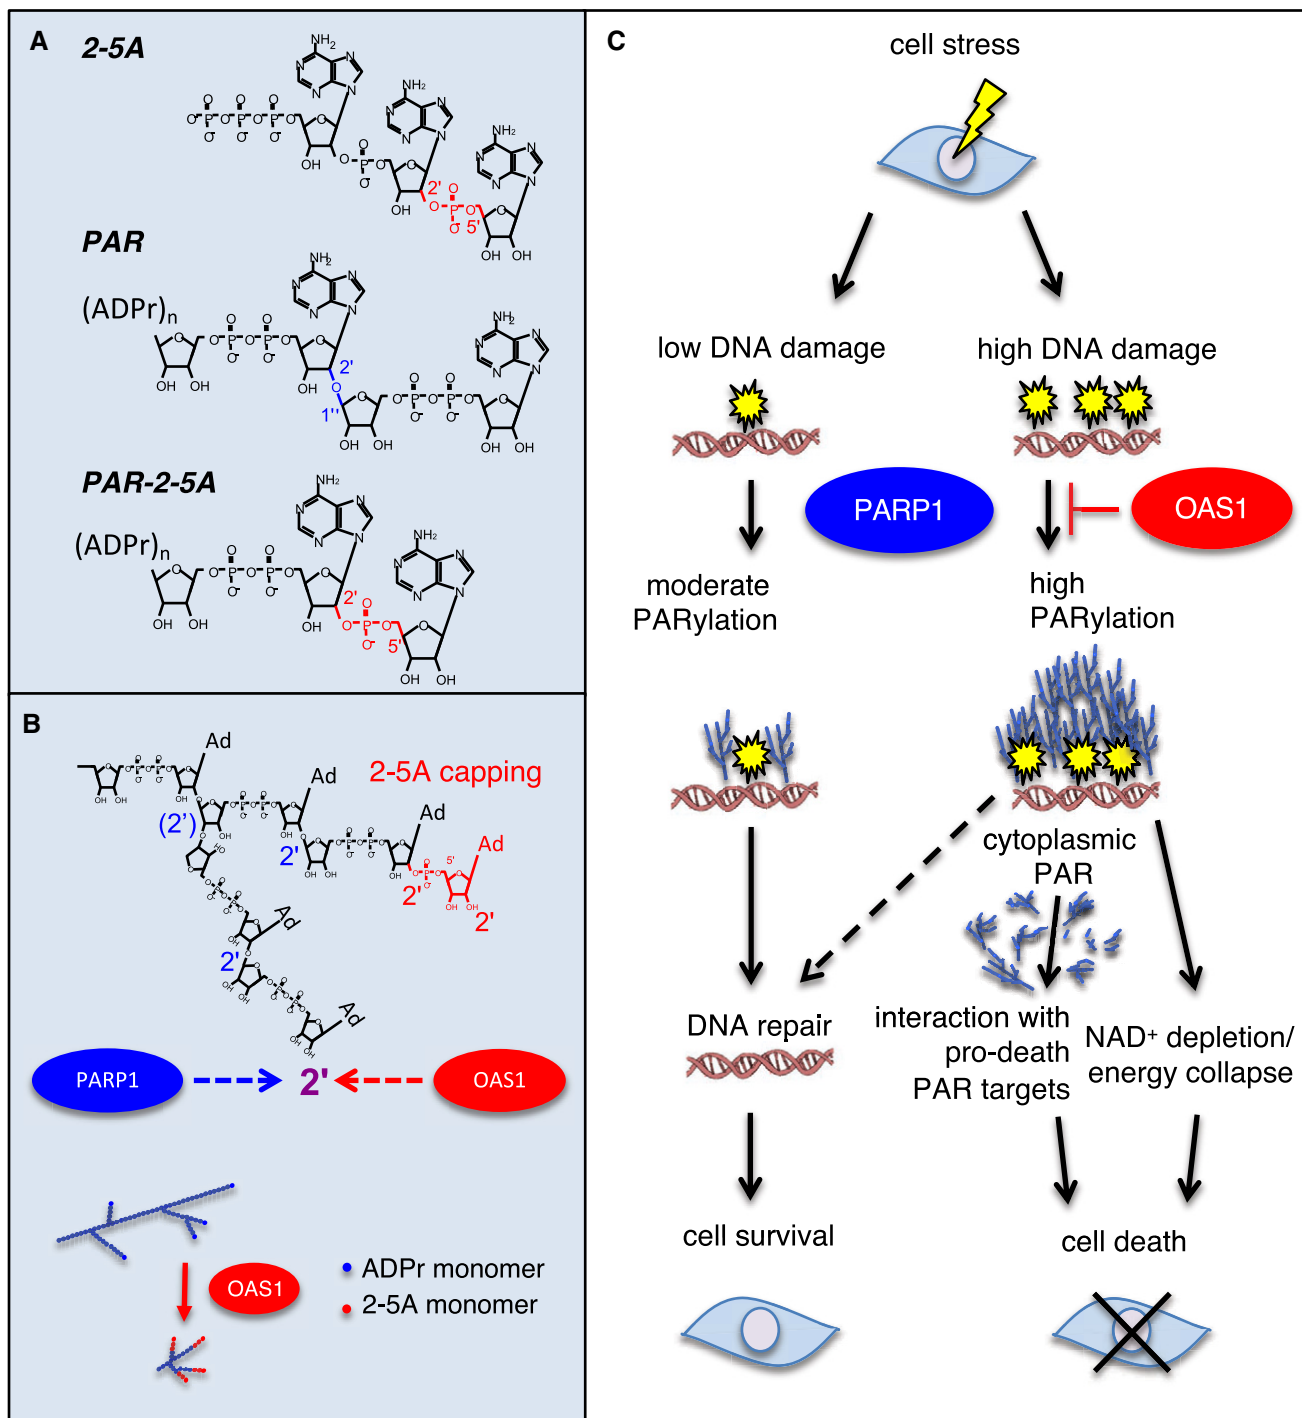 A
2-5A
NH2
N
N
N
N
O
O
O
O-P-O-P-O-P-O
O-
O-
O-
O
OH
O
O
P
O
O-
NH2
N
N
N
N
O
2'
OH
O
O
P
O
O-
5'
NH2
N
N
N
N
O
OH OH
PAR
(ADPr)n
O
OH OH
O
O
O
P
O
P
O
O-
O-
NH2
N
N
N
N
O
2'
OH
O
1''
O
OH OH
O
O
O
P
O
P
O
O-
O-
NH2
N
N
N
N
O
OH OH
PAR-2-5A
(ADPr)n
O
OH OH
O
O
O
P
O
P
O
O-
O-
NH2
N
N
N
N
O
2'
OH
O
O
P
O
O-
5'
NH2
N
N
N
N
O
OH OH
B
Ad
2-5A capping
Ad
(2')
Ad
Ad
2'
5'
2'
2'
Ad
2'
Ad
PARP1
2'
OAS1
OAS1
ADPr monomer
2-5A monomer
C
cell stress
low DNA damage
high DNA damage
PARP1
OAS1
moderate
PARylation
high
PARylation
cytoplasmic
PAR
DNA repair
interaction with
pro-death
PAR targets
NAD+ depletion/
energy collapse
cell survival
cell death